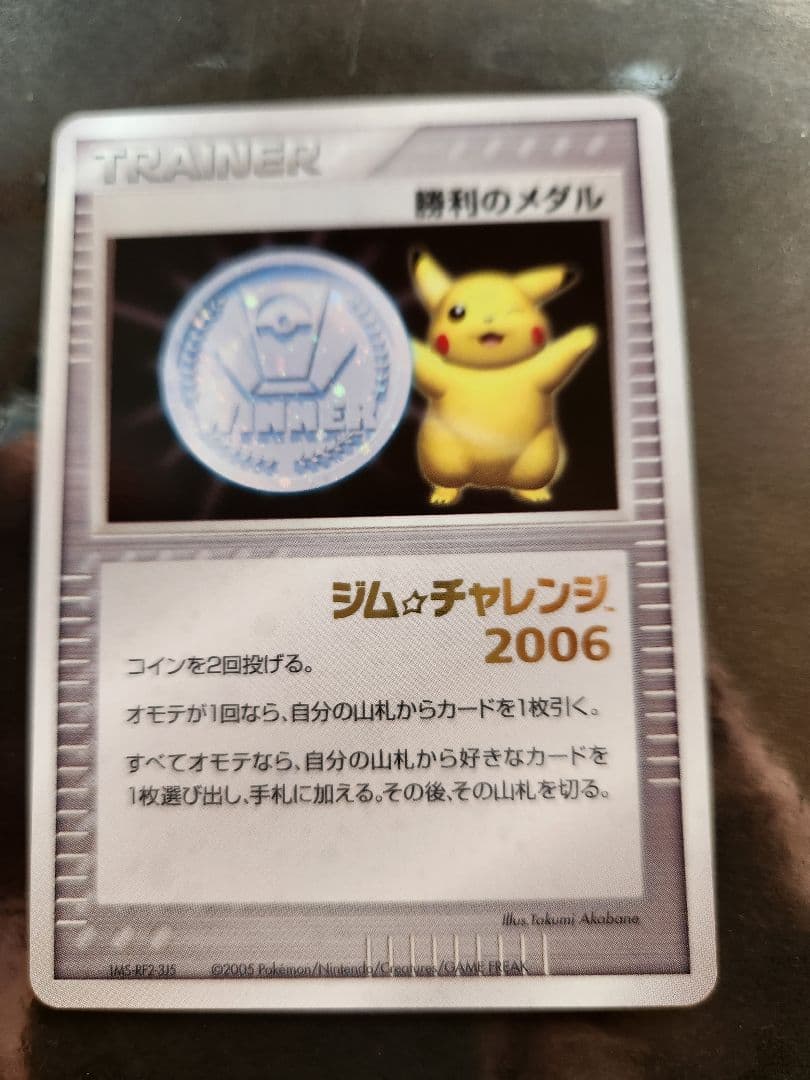 TRAINER
勝利のメダル
WINNER
ジム☆チャレンジ
2006
コインを2回投げる。
オモテが1回なら、自分の山札からカードを1枚引く。
すべてオモテなら、自分の山札から好きなカードを
1枚選び出し、手札に加える。その後、その山札を切る。
Illus.Takumi Akabane
©2005 Pokémon/Nintendo/Creatures/GAME FREAK